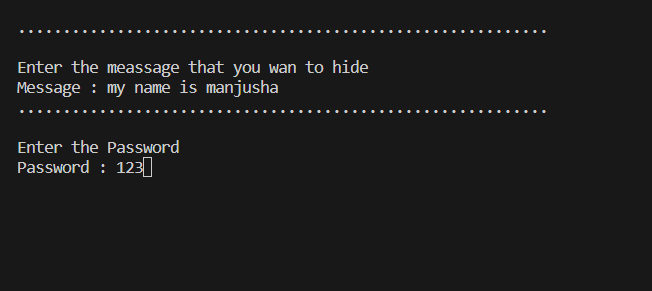 ...........................................................
Enter the meassage that you wan to hide
Message : my name is manjusha
...........................................................
Enter the Password
Password : 123